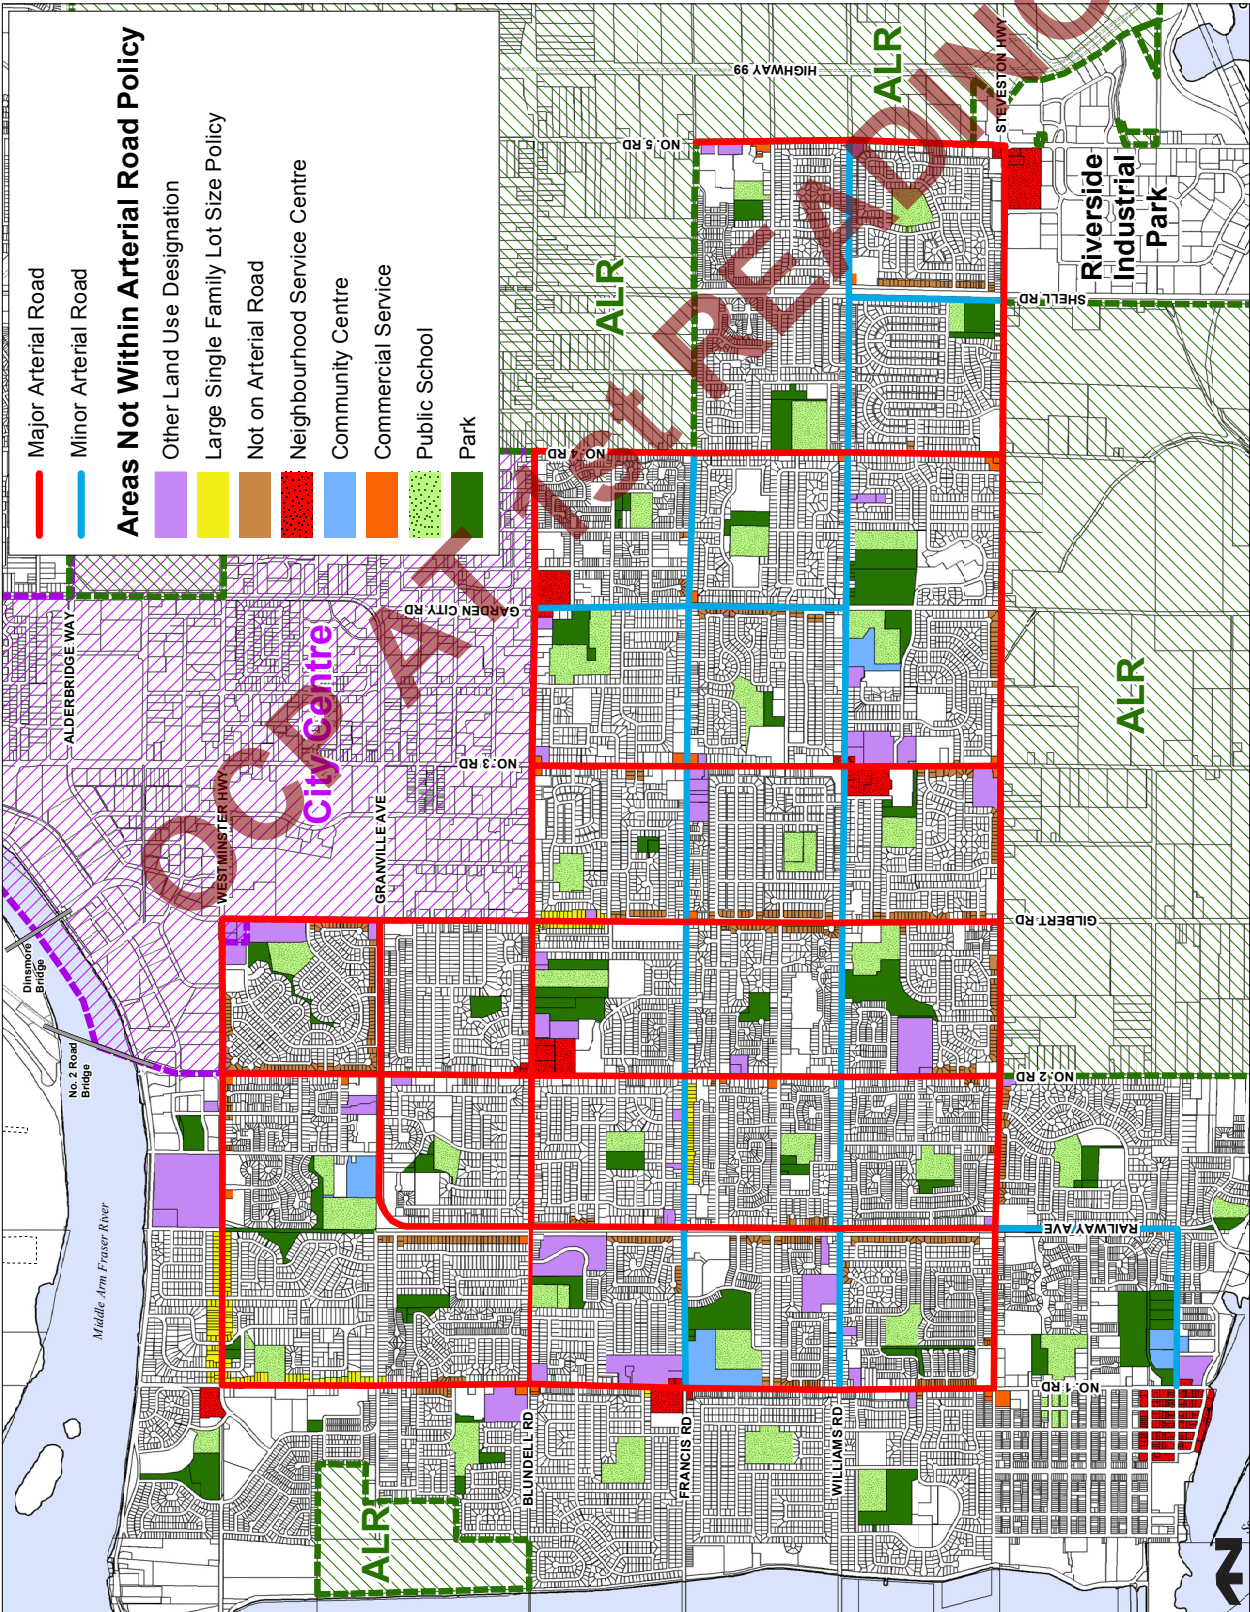 Major Arterial Road
Minor Arterial Road
Areas Not Within Arterial Road Policy
Other Land Use Designation
Large Single Family Lot Size Policy
Not on Arterial Road
Neighbourhood Service Centre
Community Centre
Commercial Service
Public School
Park
OCP AT 1st READING
ALR
ALR
ALR
ALR
City Centre
Riverside
Industrial
Park
HIGHWAY 99
STEVESTON HWY
NO. 5 RD
SHELL RD
NO. 4 RD
GARDEN CITY RD
NO. 3 RD
GILBERT RD
NO. 2 RD
RAILWAY AVE
NO. 1 RD
ALDERBRIDGE WAY
WESTMINSTER HWY
GRANVILLE AVE
BLUNDELL RD
FRANCIS RD
WILLIAMS RD
Dinsmore
Bridge
No. 2 Road
Bridge
Middle Arm Fraser River